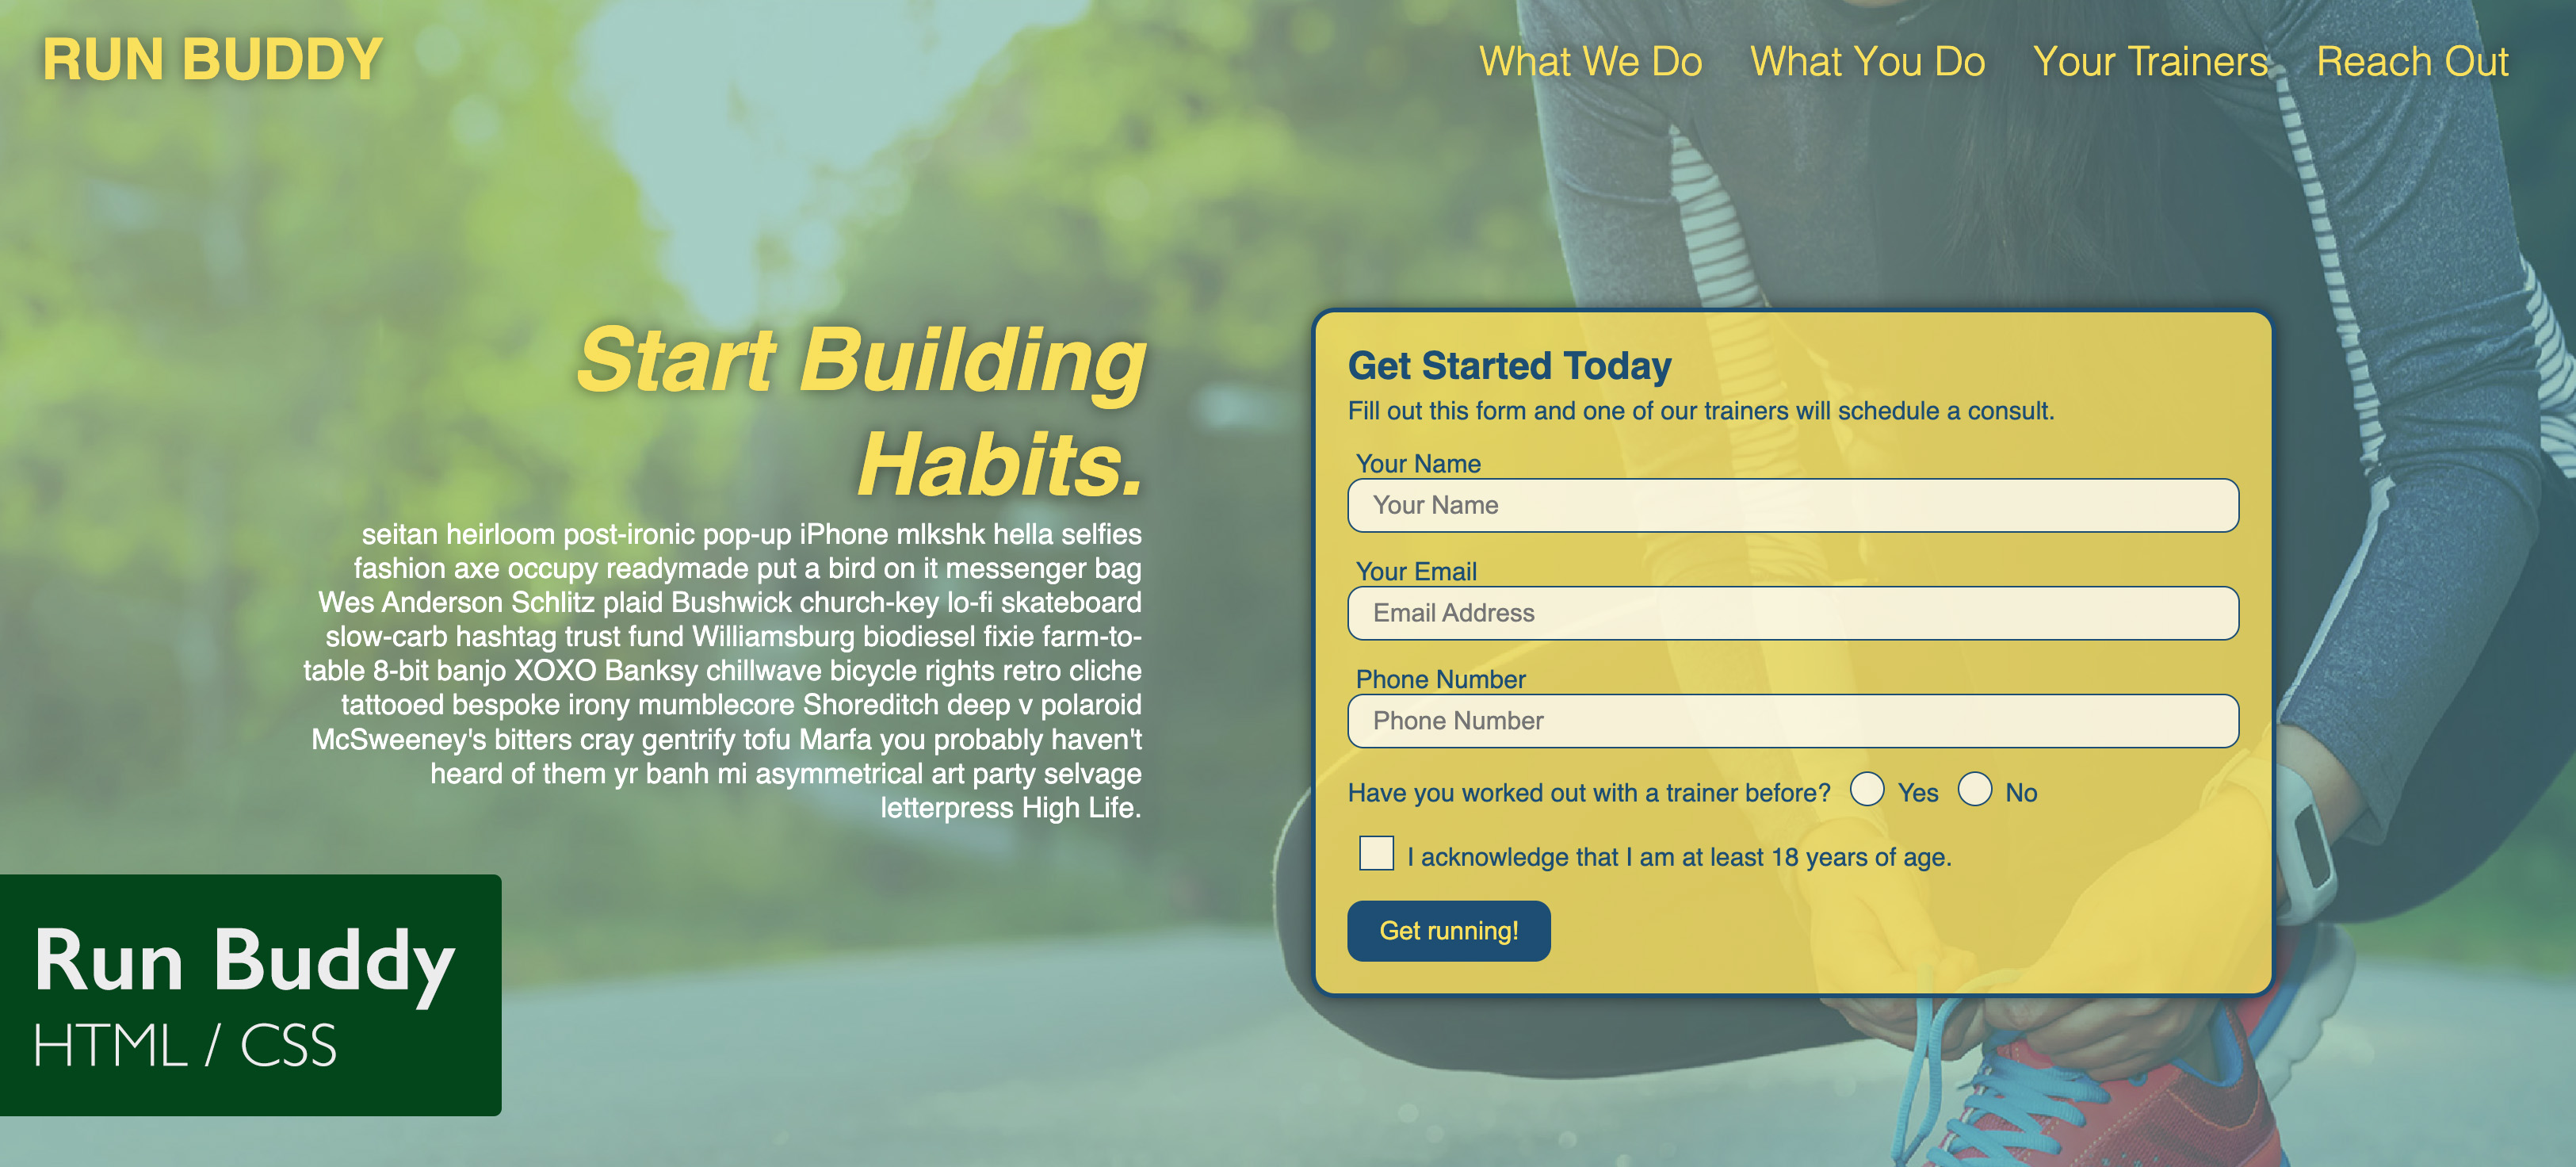 RUN BUDDY
What We Do
What You Do
Your Trainers
Reach Out
Start Building
Habits.
seitan heirloom post-ironic pop-up iPhone mlkshk hella selfies
fashion axe occupy readymade put a bird on it messenger bag
Wes Anderson Schlitz plaid Bushwick church-key lo-fi skateboard
slow-carb hashtag trust fund Williamsburg biodiesel fixie farm-to-
table 8-bit banjo XOXO Banksy chillwave bicycle rights retro cliche
tattooed bespoke irony mumblecore Shoreditch deep v polaroid
McSweeney's bitters cray gentrify tofu Marfa you probably haven't
heard of them yr banh mi asymmetrical art party selvage
letterpress High Life.
Get Started Today
Fill out this form and one of our trainers will schedule a consult.
Your Name
Your Name
Your Email
Email Address
Phone Number
Phone Number
Have you worked out with a trainer before? Yes No
I acknowledge that I am at least 18 years of age.
Get running!
Run Buddy
HTML / CSS